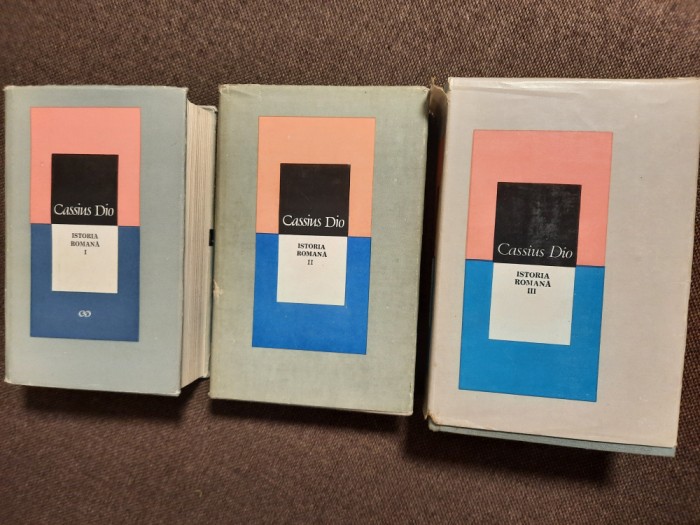 Cassius Dio
ISTORIA
ROMANĂ
I
Cassius Dio
ISTORIA
ROMANĂ
II
Cassius Dio
ISTORIA
ROMANĂ
III